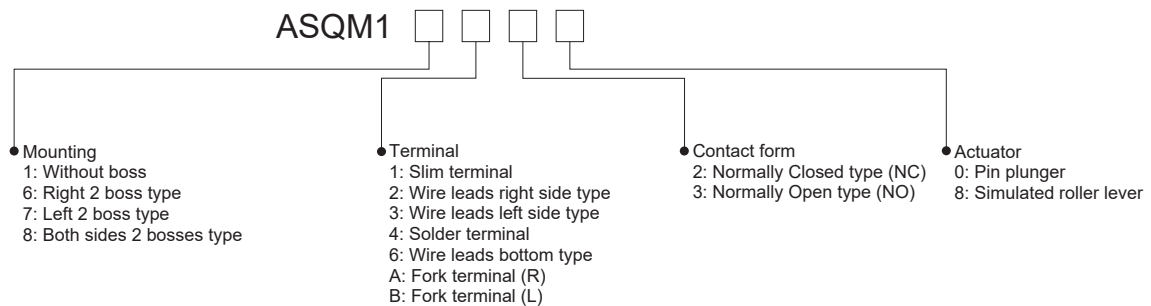 ASQM1
Mounting
1: Without boss
6: Right 2 boss type
7: Left 2 boss type
8: Both sides 2 bosses type
Terminal
1: Slim terminal
2: Wire leads right side type
3: Wire leads left side type
4: Solder terminal
6: Wire leads bottom type
A: Fork terminal (R)
B: Fork terminal (L)
Contact form
2: Normally Closed type (NC)
3: Normally Open type (NO)
Actuator
0: Pin plunger
8: Simulated roller lever